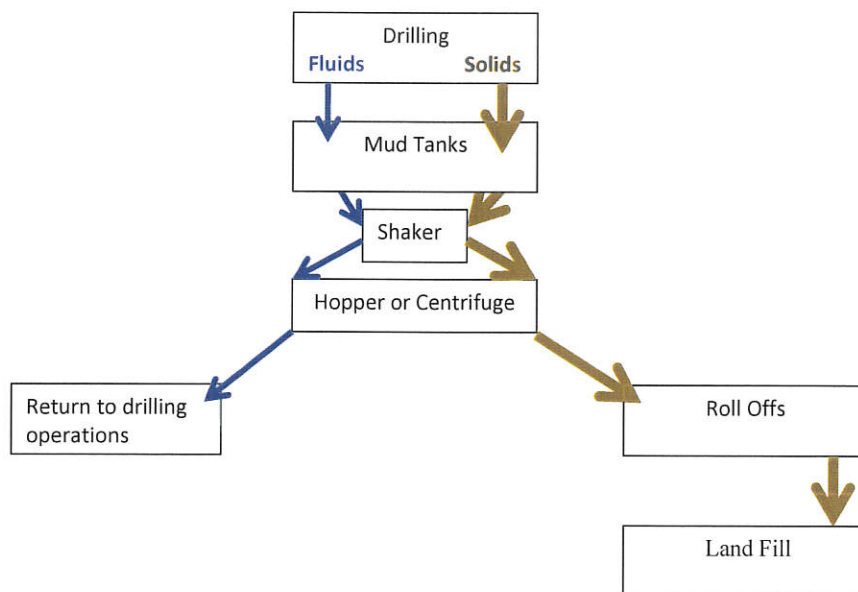 Drilling
Fluids Solids
Mud Tanks
Shaker
Hopper or Centrifuge
Return to drilling
operations
Roll Offs
Land Fill